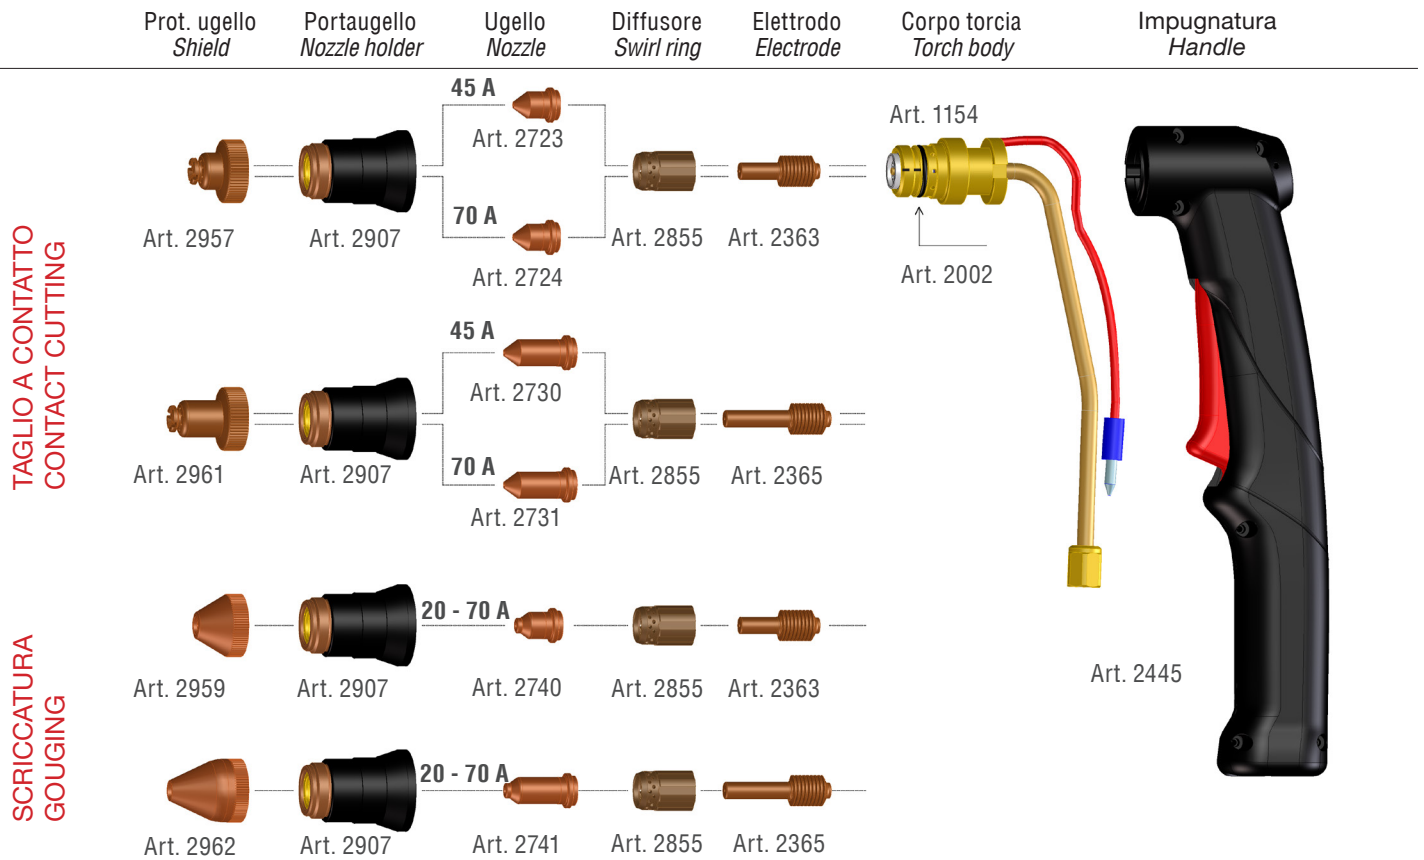 Prot. ugello
Shield
Portaugello
Nozzle holder
Ugello
Nozzle
Diffusore
Swirl ring
Elettrodo
Electrode
Corpo torcia
Torch body
Impugnatura
Handle
TAGLIO A CONTATTO
CONTACT CUTTING
45 A
Art. 2723
Art. 1154
70 A
Art. 2957
Art. 2907
Art. 2855
Art. 2363
Art. 2724
Art. 2002
45 A
Art. 2730
70 A
Art. 2961
Art. 2907
Art. 2855
Art. 2365
Art. 2731
SCRICCATURA
GOUGING
20 - 70 A
Art. 2959
Art. 2907
Art. 2740
Art. 2855
Art. 2363
Art. 2445
20 - 70 A
Art. 2962
Art. 2907
Art. 2741
Art. 2855
Art. 2365